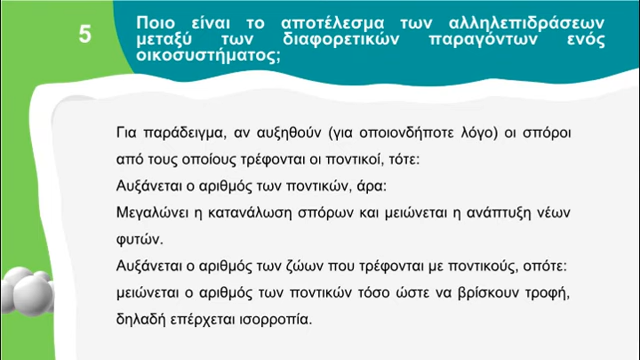 5
Ποιο είναι το αποτέλεσμα των αλληλεπιδράσεων
μεταξύ των διαφορετικών παραγόντων ενός
οικοσυστήματος;
Για παράδειγμα, αν αυξηθούν (για οποιονδήποτε λόγο) οι σπόροι
από τους οποίους τρέφονται οι ποντικοί, τότε:
Αυξάνεται ο αριθμός των ποντικών, άρα:
Μεγαλώνει η κατανάλωση σπόρων και μειώνεται η ανάπτυξη νέων
φυτών.
Αυξάνεται ο αριθμός των ζώων που τρέφονται με ποντικούς, οπότε:
μειώνεται ο αριθμός των ποντικών τόσο ώστε να βρίσκουν τροφή,
δηλαδή επέρχεται ισορροπία.